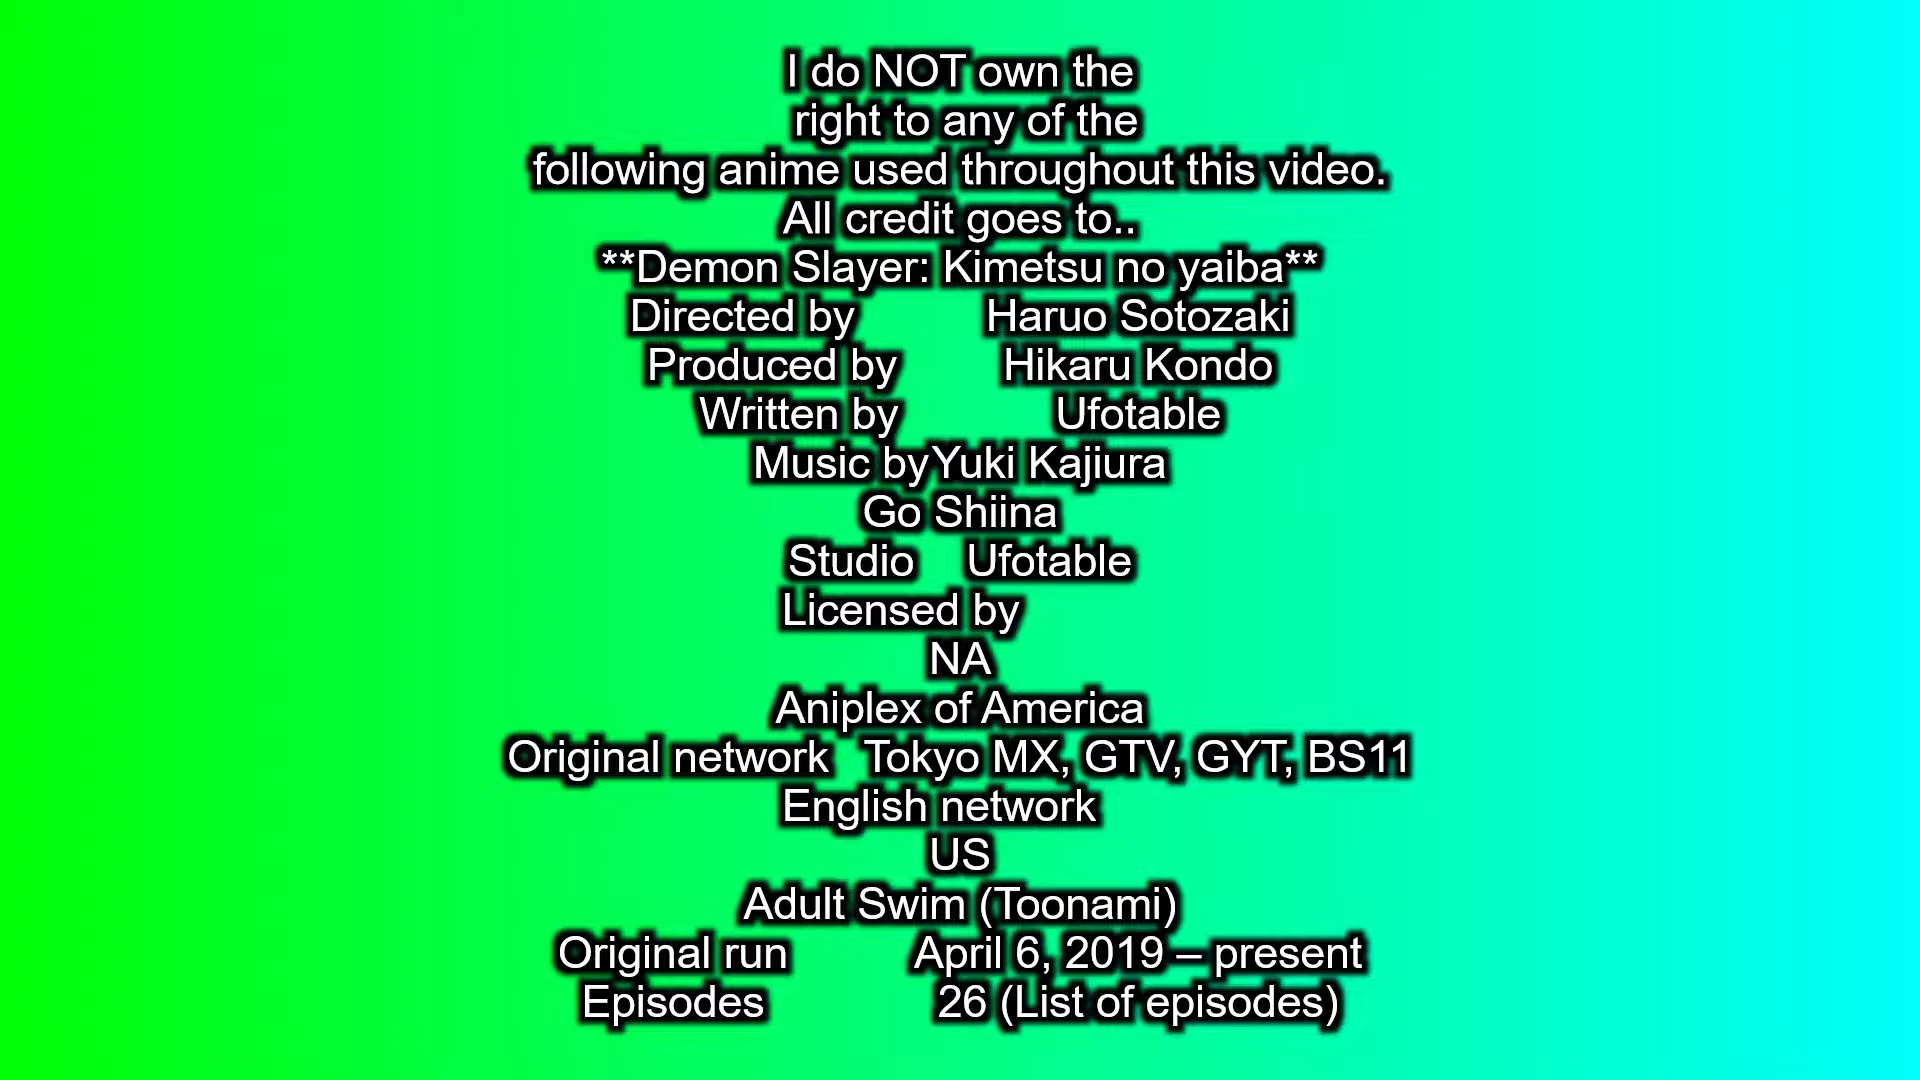 I do NOT own the
right to any of the
following anime used throughout this video.
All credit goes to..
**Demon Slayer: Kimetsu no yaiba**
Directed by Haruo Sotozaki
Produced by Hikaru Kondo
Written by Ufotable
Music byYuki Kajiura
Go Shiina
Studio Ufotable
Licensed by
NA
Aniplex of America
Original network Tokyo MX, GTV, GYT, BS11
English network
US
Adult Swim (Toonami)
Original run April 6, 2019 – present
Episodes 26 (List of episodes)